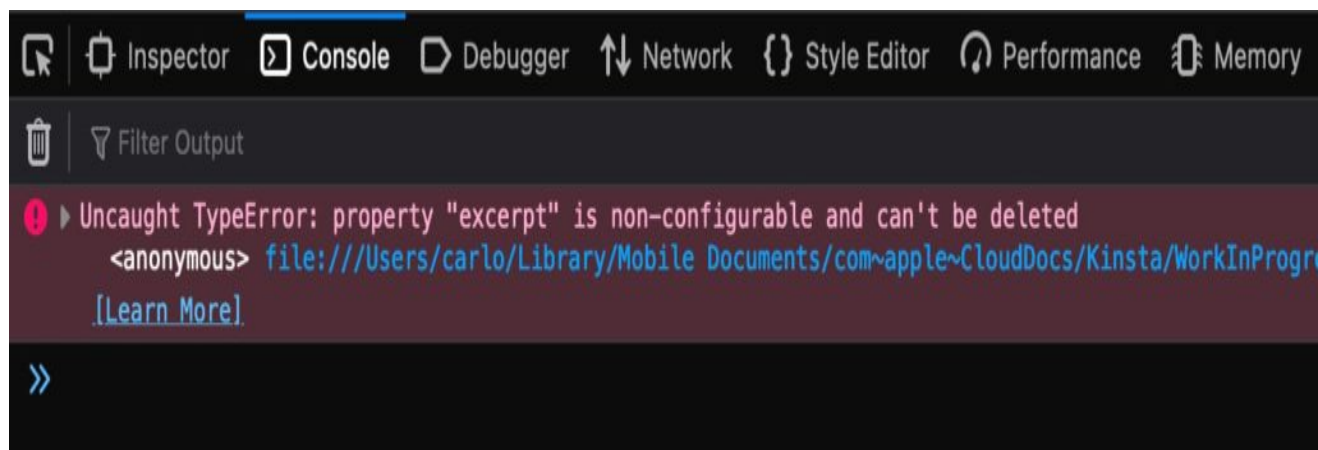 Inspector Console Debugger Network Style Editor Performance Memory
Filter Output
Uncaught TypeError: property "excerpt" is non-configurable and can't be deleted
<anonymous> file:///Users/carlo/Library/Mobile Documents/com~apple~CloudDocs/Kinsta/WorkInProgr
[Learn More]